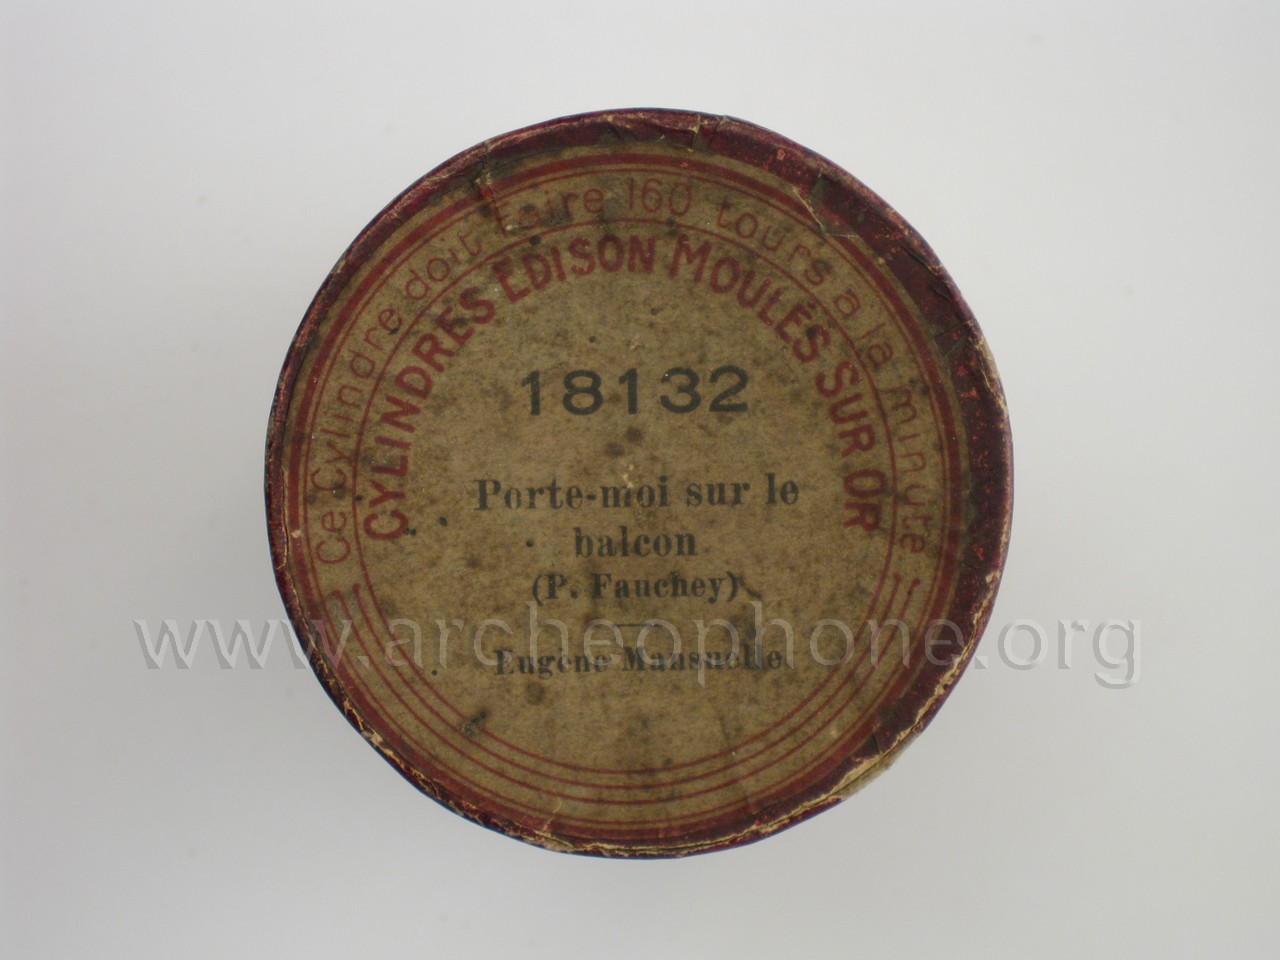 Ce Cylindre doit faire 160 tours à la minute
CYLINDRES EDISON MOULÉS SUR OR
18132
Porte-moi sur le
balcon
(P. Fauchey)
www.archeophone.org
Eugène Mansuelle